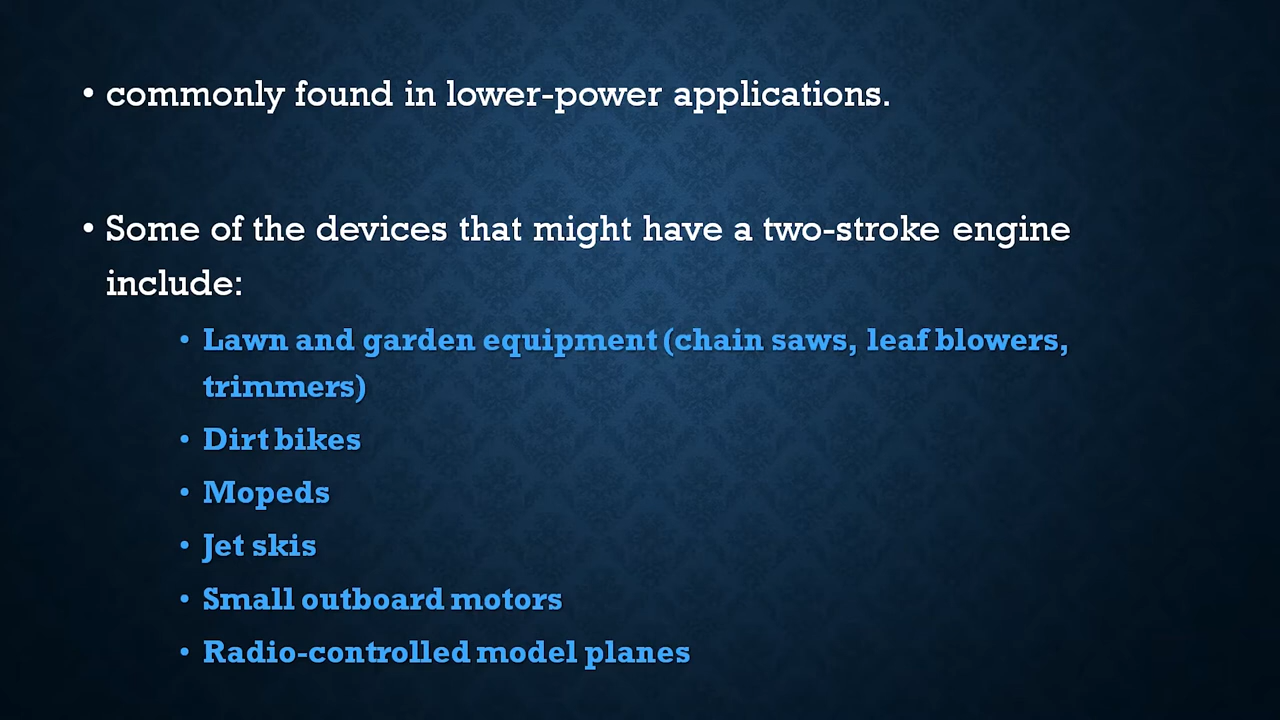 • commonly found in lower-power applications.
• Some of the devices that might have a two-stroke engine
include:
• Lawn and garden equipment (chain saws, leaf blowers,
trimmers)
• Dirt bikes
• Mopeds
• Jet skis
• Small outboard motors
• Radio-controlled model planes